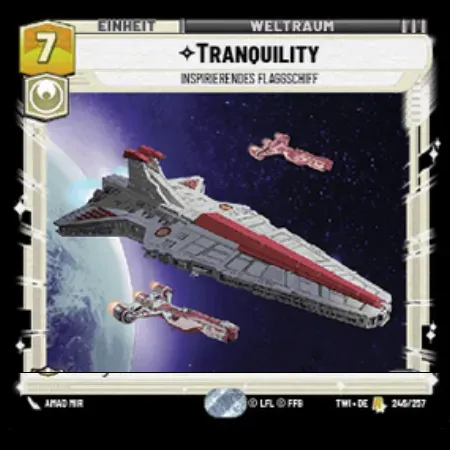 EINHEIT
WELTRAUM
7
TRANQUILITY
INSPIRIERENDES FLAGGSCHIFF
AMAD MIR
© LFL © FFG
TWI • DE
246/257